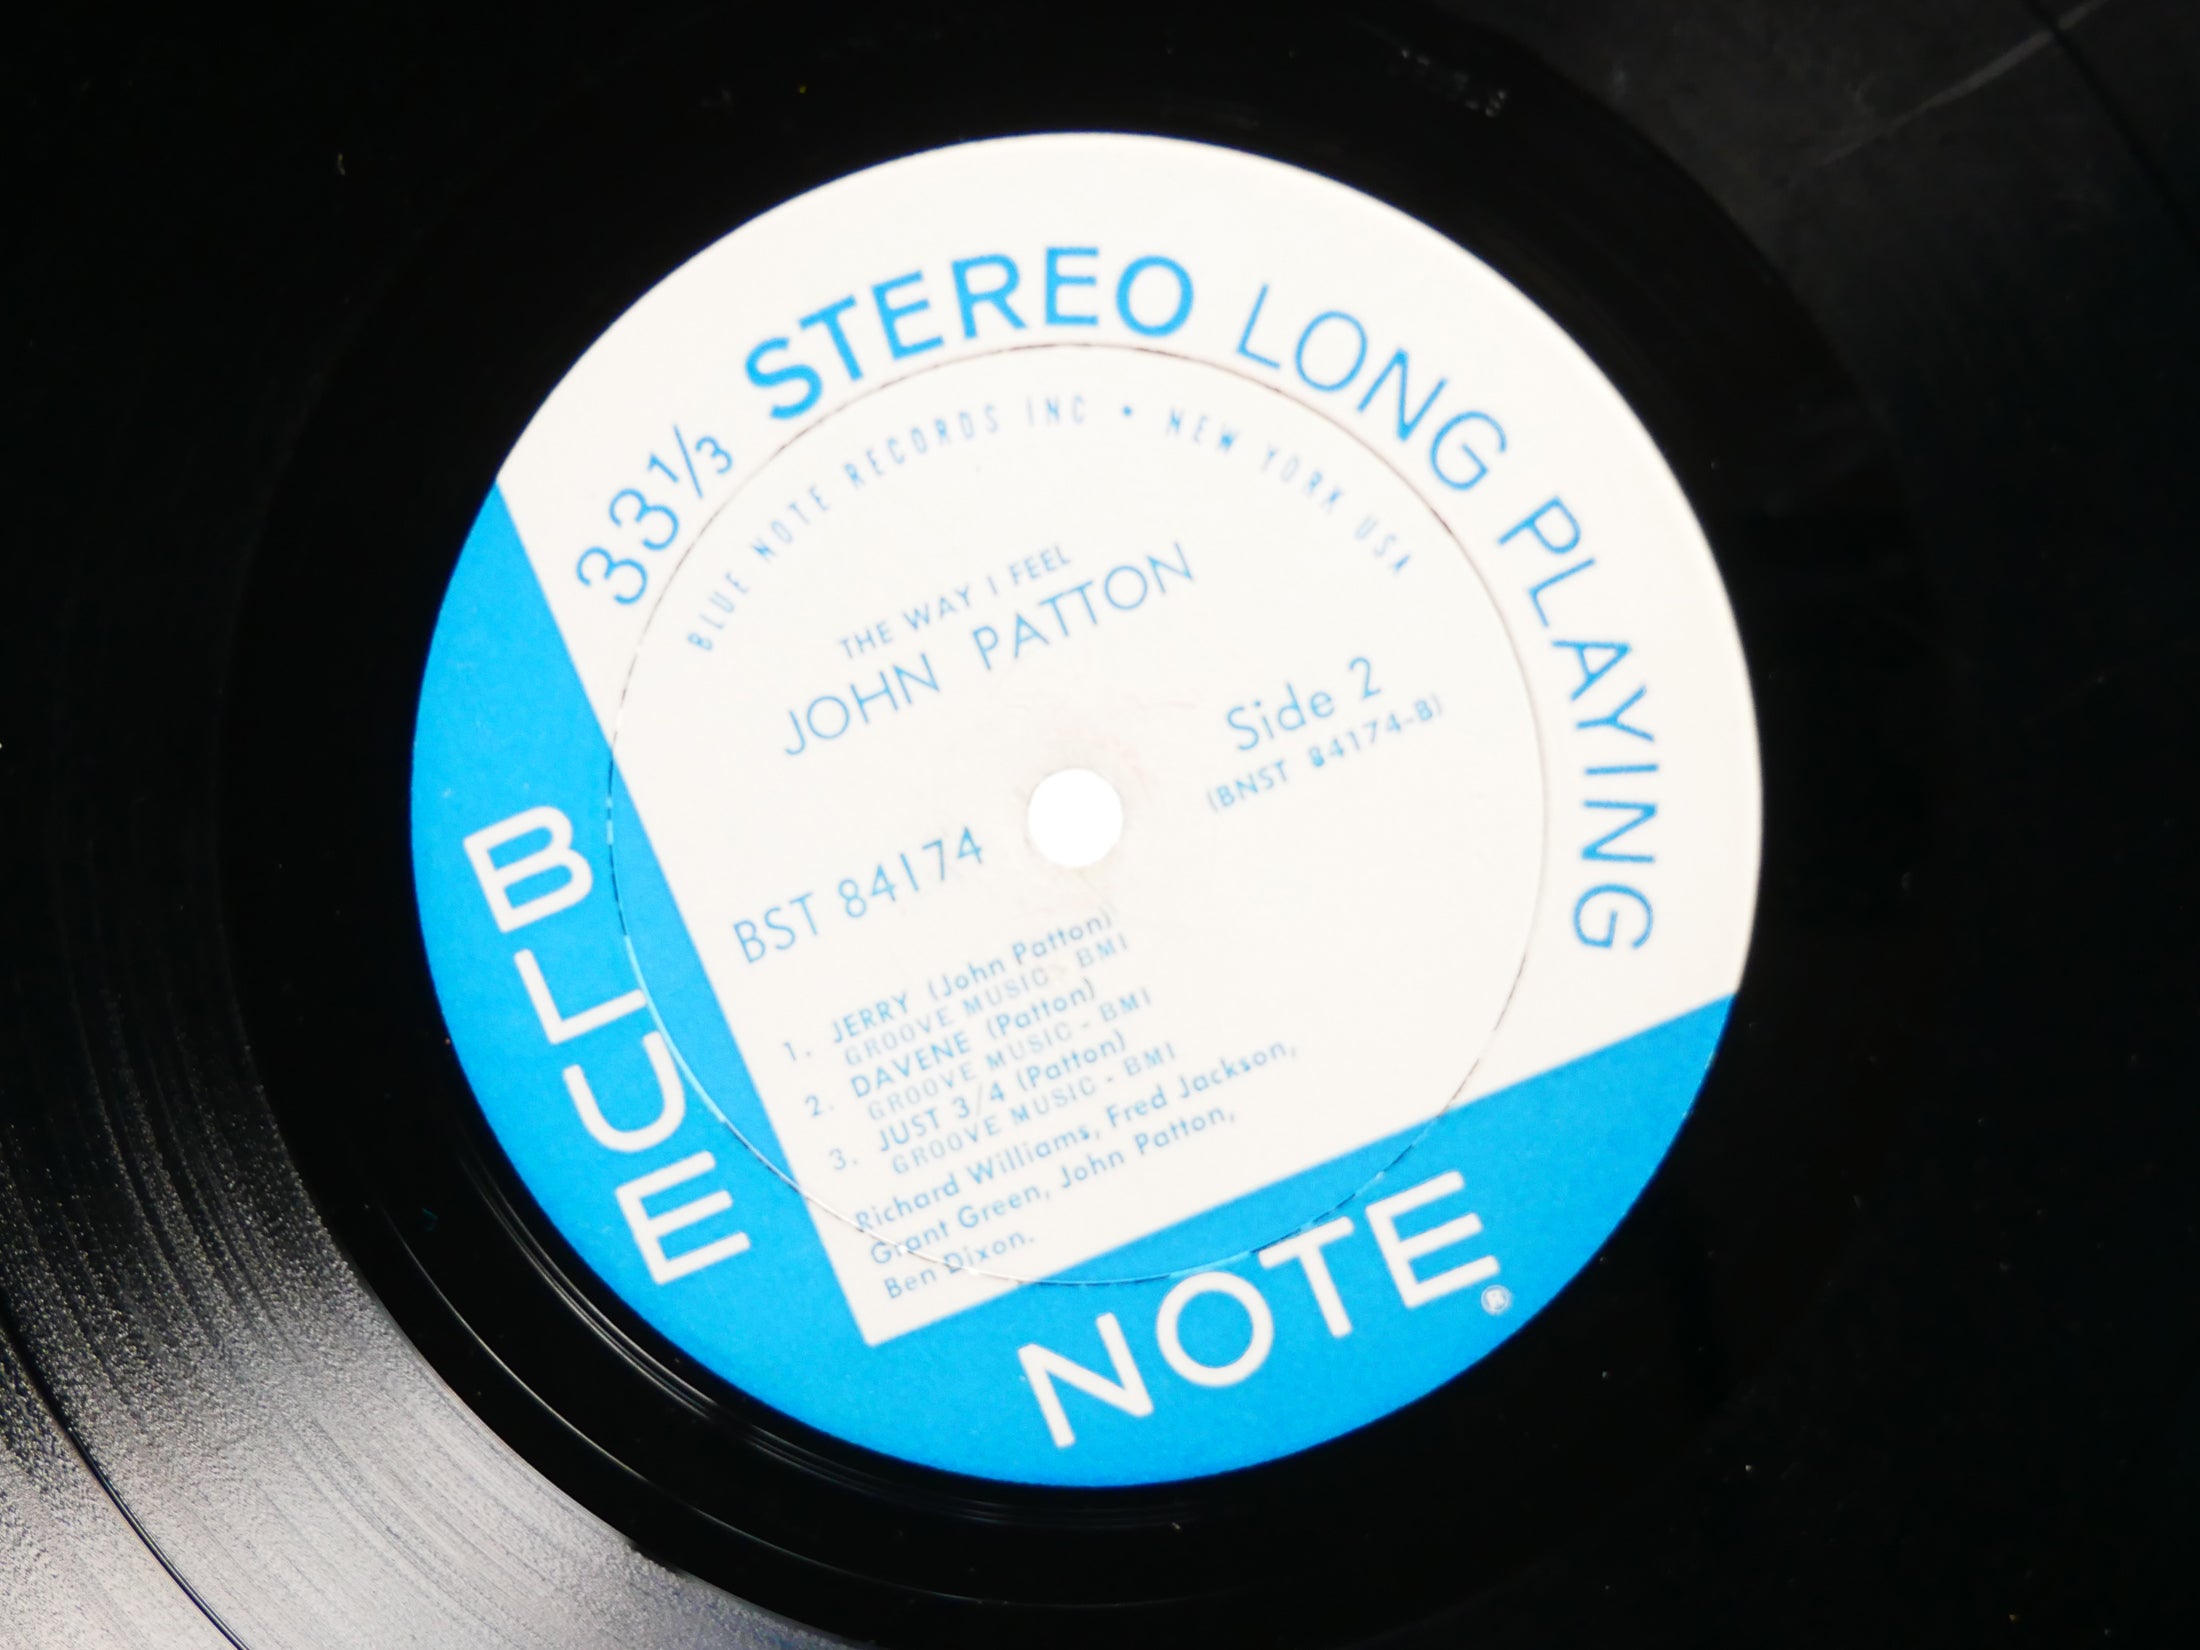 33 1/3 STEREO LONG PLAYING
BLUE NOTE RECORDS INC • NEW YORK USA
THE WAY I FEEL
JOHN PATTON
Side 2
(BNST 84174-B)
BST 84174
1. JERRY (John Patton)
GROOVE MUSIC - BMI
2. DAVENE (Patton)
GROOVE MUSIC - BMI
3. JUST 3/4 (Patton)
GROOVE MUSIC - BMI
Richard Williams, Fred Jackson,
Grant Green, John Patton,
Ben Dixon.
BLUE
NOTE®